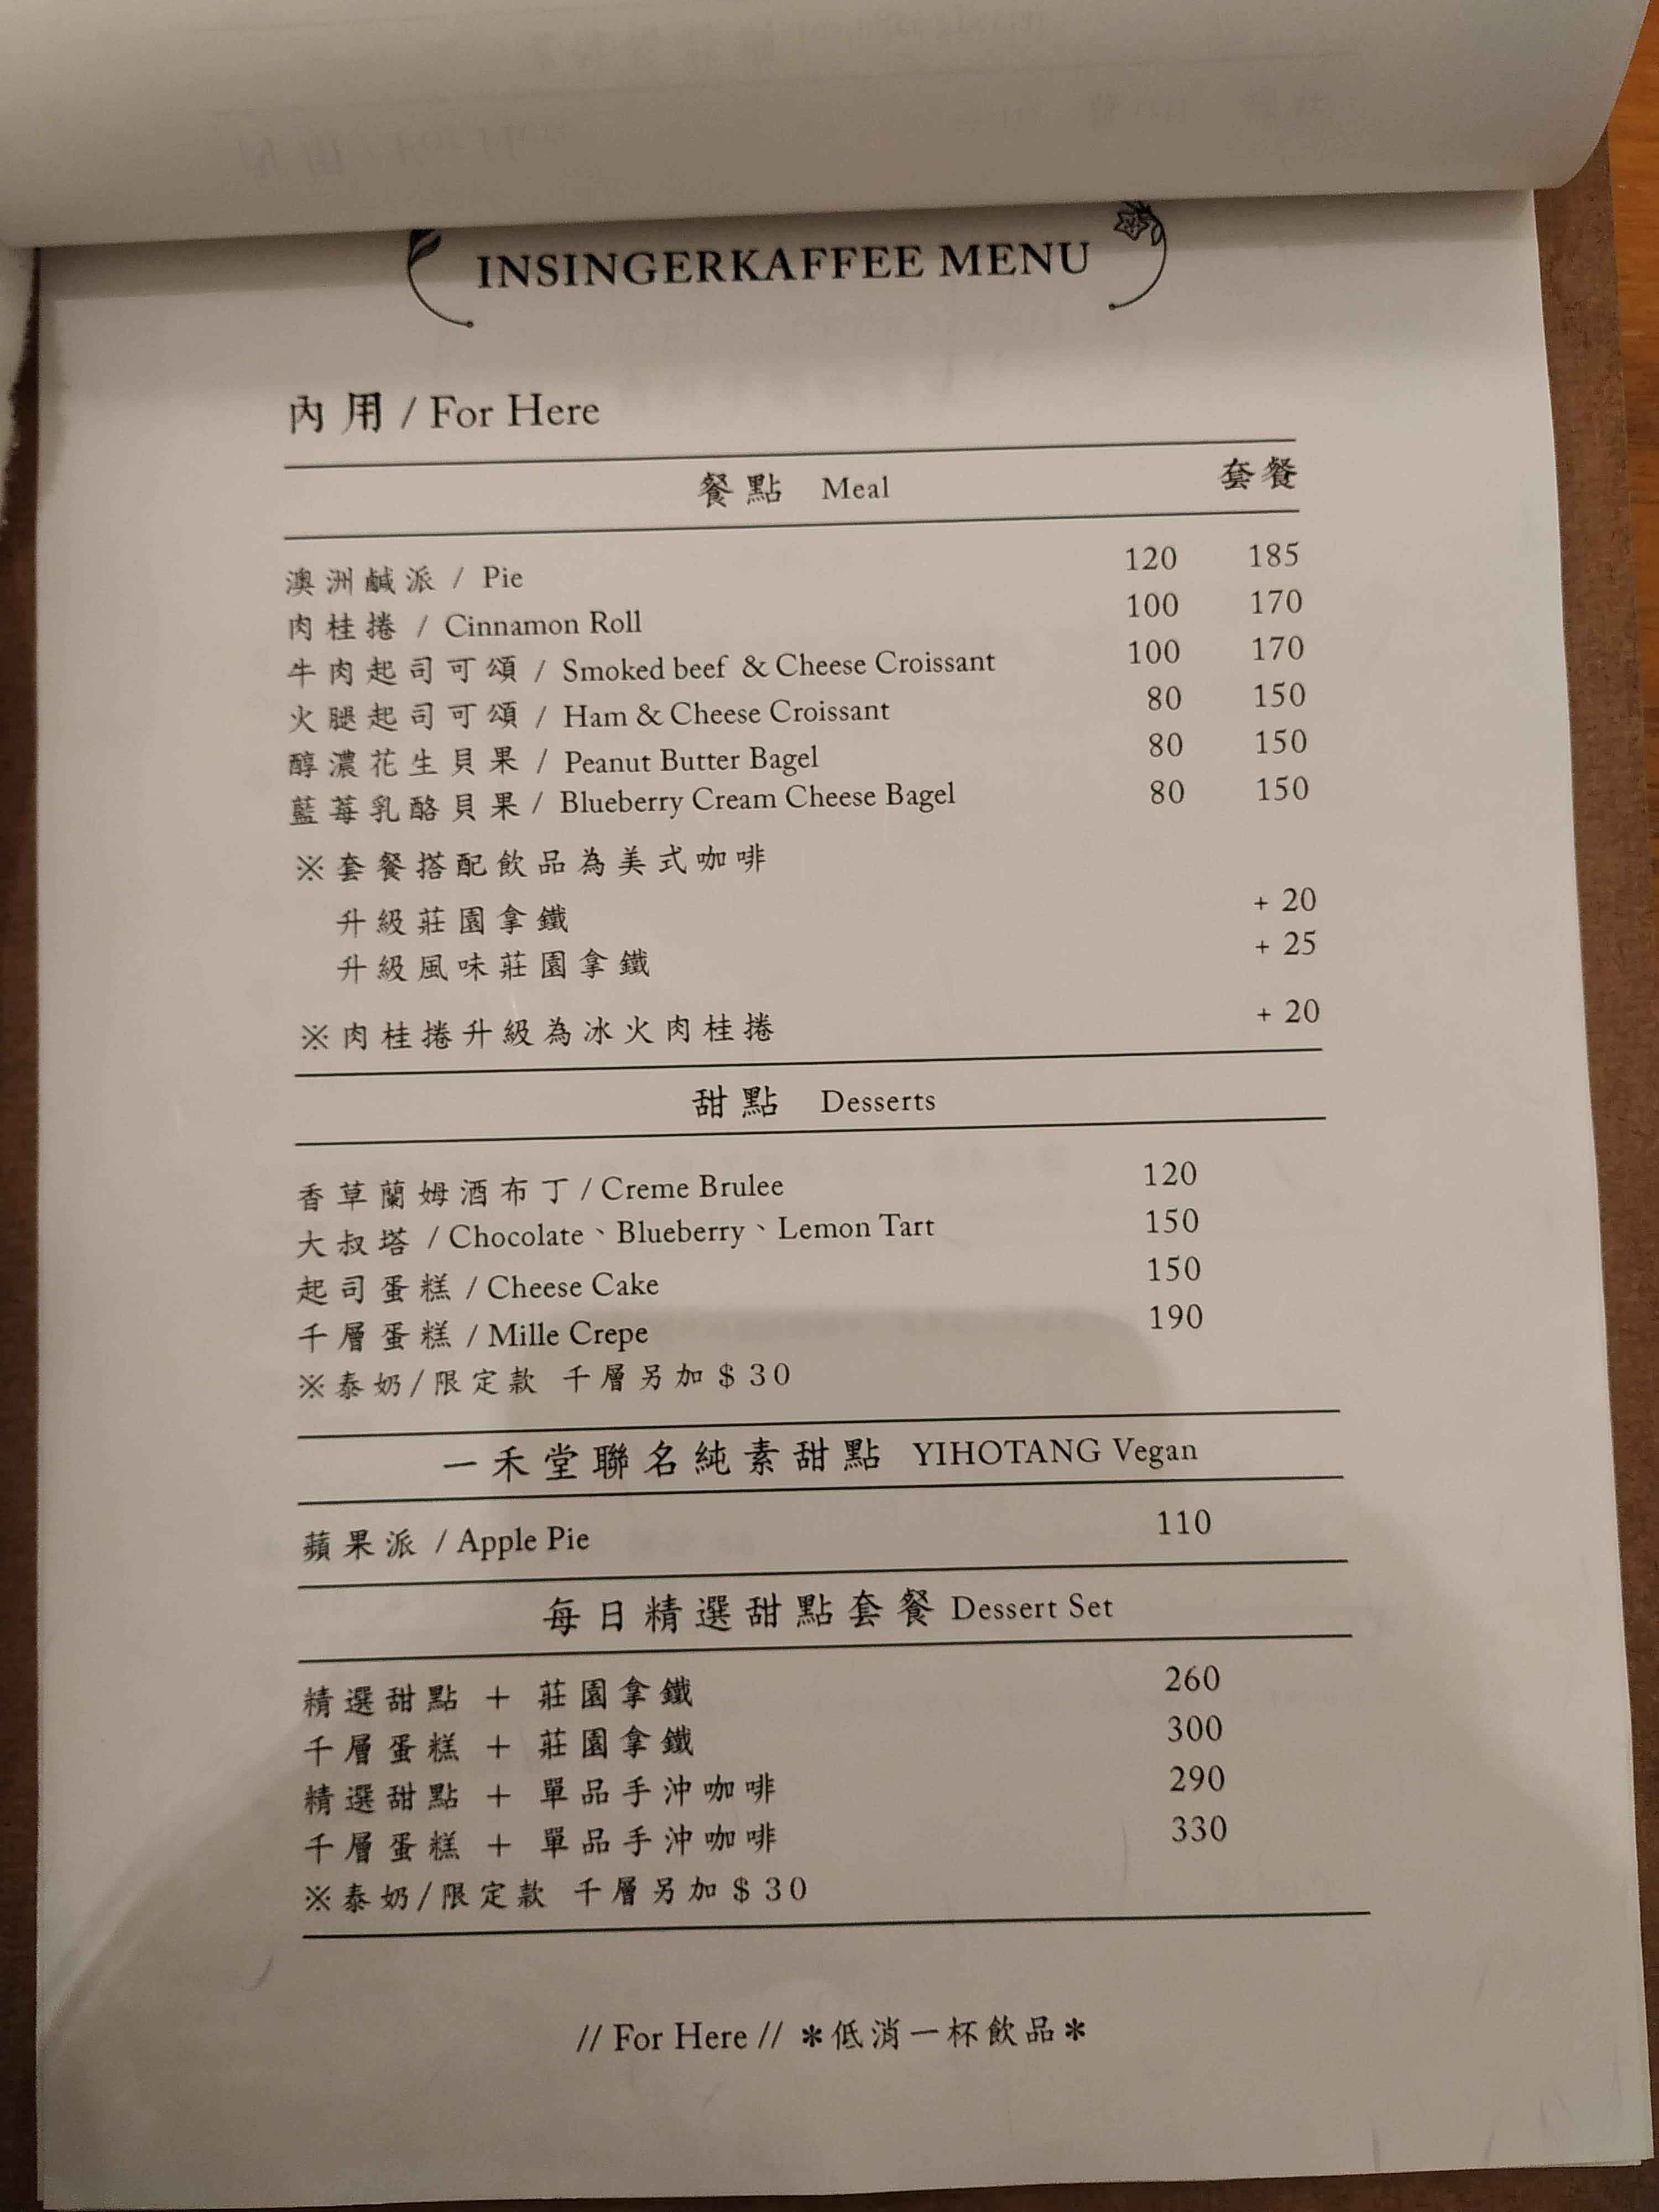 INSINGERKAFFEE MENU
內用 / For Here
餐點 Meal 套餐
澳洲鹹派 / Pie 120 185
肉桂捲 / Cinnamon Roll 100 170
牛肉起司可頌 / Smoked beef & Cheese Croissant 100 170
火腿起司可頌 / Ham & Cheese Croissant 80 150
醇濃花生貝果 / Peanut Butter Bagel 80 150
藍莓乳酪貝果 / Blueberry Cream Cheese Bagel 80 150
※套餐搭配飲品為美式咖啡
升級莊園拿鐵 + 20
升級風味莊園拿鐵 + 25
※肉桂捲升級為冰火肉桂捲 + 20
甜點 Desserts
香草蘭姆酒布丁 / Creme Brulee 120
大叔塔 / Chocolate、Blueberry、Lemon Tart 150
起司蛋糕 / Cheese Cake 150
千層蛋糕 / Mille Crepe 190
※泰奶/限定款 千層另加$30
一禾堂聯名純素甜點 YIHOTANG Vegan
蘋果派 / Apple Pie 110
每日精選甜點套餐 Dessert Set
精選甜點 + 莊園拿鐵 260
千層蛋糕 + 莊園拿鐵 300
精選甜點 + 單品手沖咖啡 290
千層蛋糕 + 單品手沖咖啡 330
※泰奶/限定款 千層另加$30
// For Here // *低消一杯飲品*